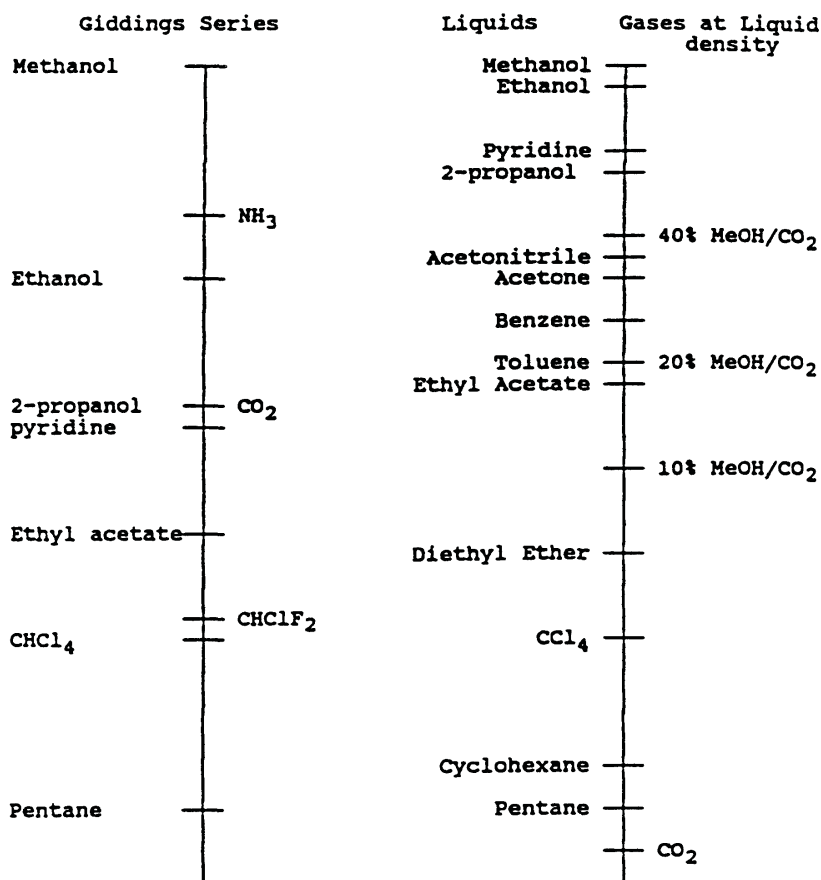 Giddings Series
Methanol
NH3
Ethanol
2-propanol
CO2
pyridine
Ethyl acetate
CHClF2
CHCl4
Pentane
Liquids
Gases at Liquid
density
Methanol
Ethanol
Pyridine
2-propanol
40% MeOH/CO2
Acetonitrile
Acetone
Benzene
Toluene
20% MeOH/CO2
Ethyl Acetate
10% MeOH/CO2
Diethyl Ether
CCl4
Cyclohexane
Pentane
CO2